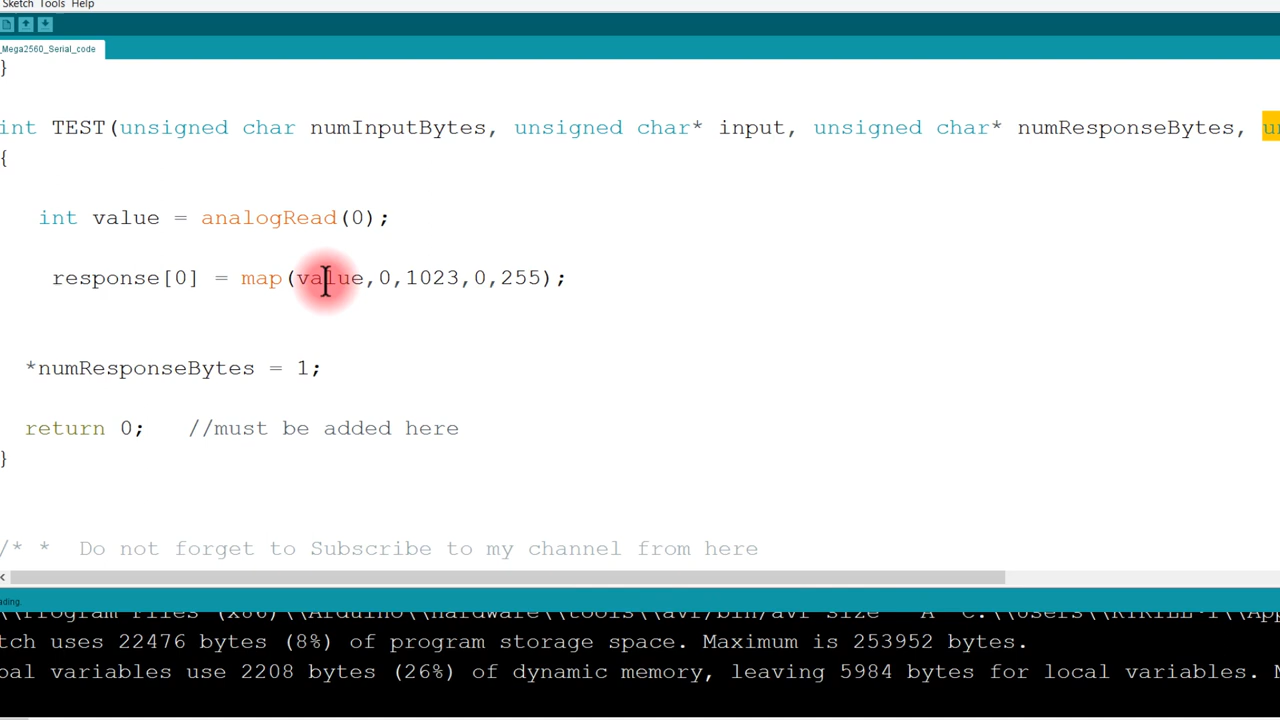 Sketch Tools Help
_Mega2560_Serial_code
}
int TEST(unsigned char numInputBytes, unsigned char* input, unsigned char* numResponseBytes, un
{
int value = analogRead(0);
response[0] = map(value,0,1023,0,255);
*numResponseBytes = 1;
return 0; //must be added here
}
/* * Do not forget to Subscribe to my channel from here
ading.
tch uses 22476 bytes (8%) of program storage space. Maximum is 253952 bytes.
bal variables use 2208 bytes (26%) of dynamic memory, leaving 5984 bytes for local variables.